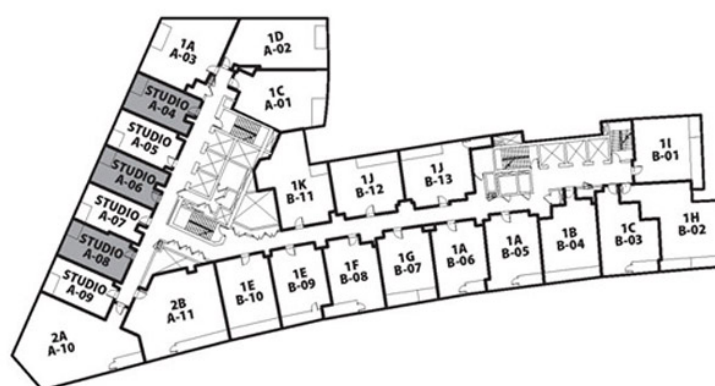 1A
A-03
1D
A-02
1C
A-01
STUDIO
A-04
STUDIO
A-05
STUDIO
A-06
STUDIO
A-07
STUDIO
A-08
STUDIO
A-09
2A
A-10
2B
A-11
1K
B-11
1J
B-12
1J
B-13
1I
B-01
1E
B-10
1E
B-09
1F
B-08
1G
B-07
1A
B-06
1A
B-05
1B
B-04
1C
B-03
1H
B-02